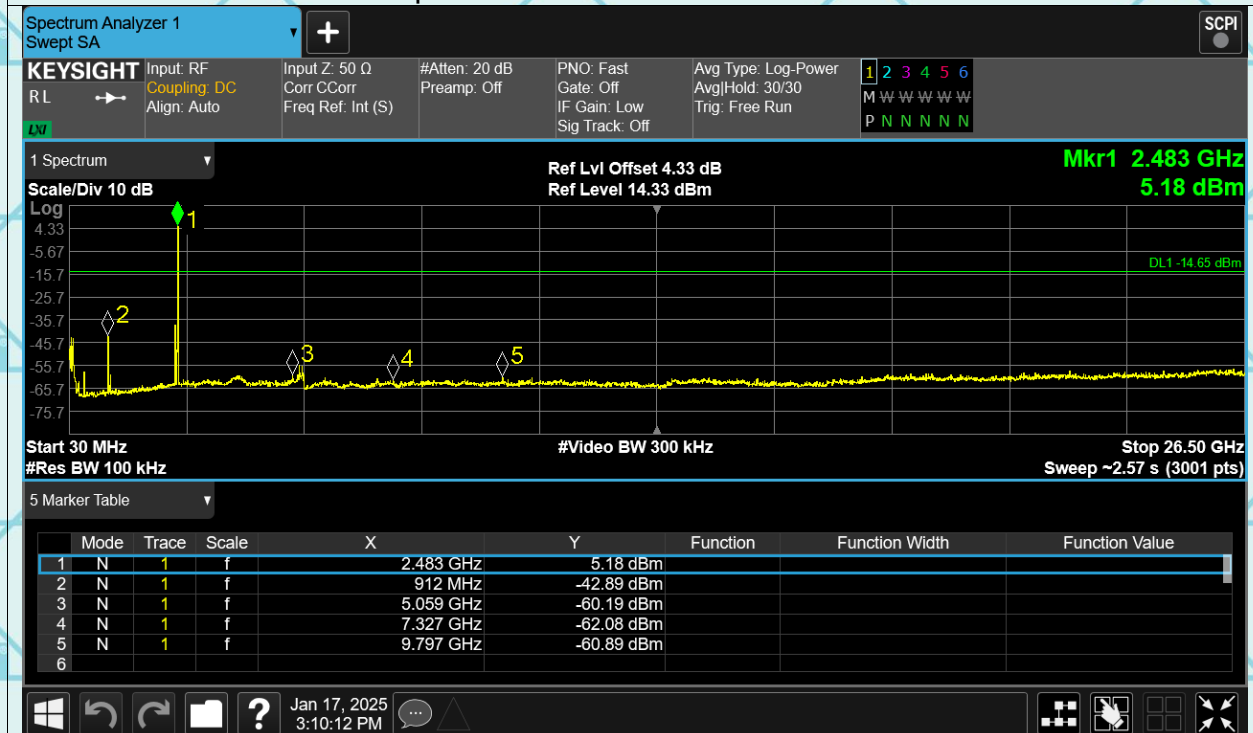 Spectrum Analyzer 1
Swept SA
SCPI
KEYSIGHT
RL
LXI
Input: RF
Coupling: DC
Align: Auto
Input Z: 50 Ω
Corr CCorr
Freq Ref: Int (S)
#Atten: 20 dB
Preamp: Off
PNO: Fast
Gate: Off
IF Gain: Low
Sig Track: Off
Avg Type: Log-Power
Avg|Hold: 30/30
Trig: Free Run
1 2 3 4 5 6
M W W W W W
P N N N N N
1 Spectrum
Scale/Div 10 dB
Ref Lvl Offset 4.33 dB
Ref Level 14.33 dBm
Mkr1 2.483 GHz
5.18 dBm
Log
4.33
-5.67
-15.7
-25.7
-35.7
-45.7
-55.7
-65.7
-75.7
1
2
3
4
5
DL1 -14.65 dBm
Start 30 MHz
#Res BW 100 kHz
#Video BW 300 kHz
Stop 26.50 GHz
Sweep ~2.57 s (3001 pts)
5 Marker Table
Mode Trace Scale X Y Function Function Width Function Value
1 N 1 f 2.483 GHz 5.18 dBm
2 N 1 f 912 MHz -42.89 dBm
3 N 1 f 5.059 GHz -60.19 dBm
4 N 1 f 7.327 GHz -62.08 dBm
5 N 1 f 9.797 GHz -60.89 dBm
6
?
Jan 17, 2025
3:10:12 PM